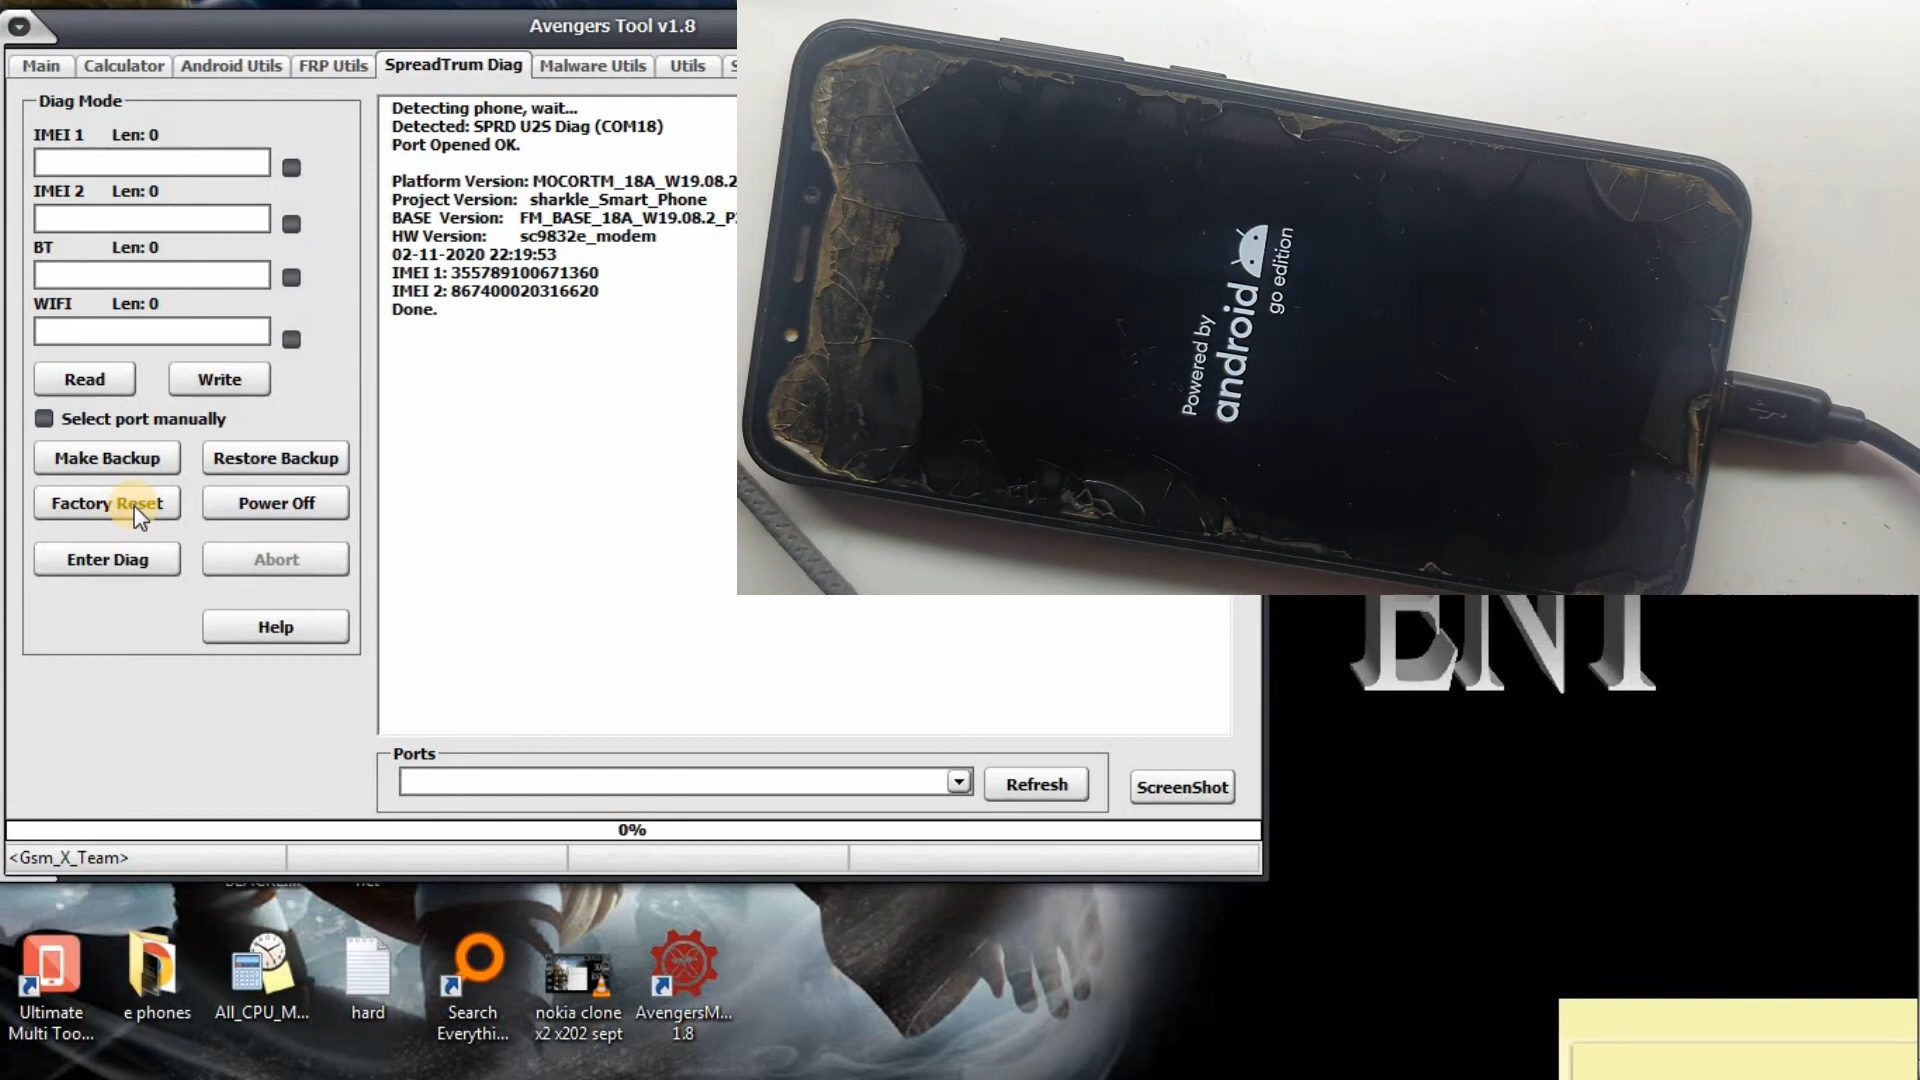 Avengers Tool v1.8
Main
Calculator
Android Utils
FRP Utils
SpreadTrum Diag
Malware Utils
Utils
S
Diag Mode
IMEI 1 Len: 0
IMEI 2 Len: 0
BT Len: 0
WIFI Len: 0
Read
Write
Select port manually
Make Backup
Restore Backup
Factory Reset
Power Off
Enter Diag
Abort
Help
Detecting phone, wait...
Detected: SPRD U2S Diag (COM18)
Port Opened OK.
Platform Version: MOCORTM_18A_W19.08.2
Project Version: sharkle_Smart_Phone
BASE Version: FM_BASE_18A_W19.08.2_P
HW Version: sc9832e_modem
02-11-2020 22:19:53
IMEI 1: 355789100671360
IMEI 2: 867400020316620
Done.
Powered by
android
go edition
ENT
Ports
Refresh
ScreenShot
0%
<Gsm_X_Team>
Ultimate
Multi Too...
e phones
All_CPU_M...
hard
Search
Everythi...
nokia clone
x2 x202 sept
AvengersM...
1.8